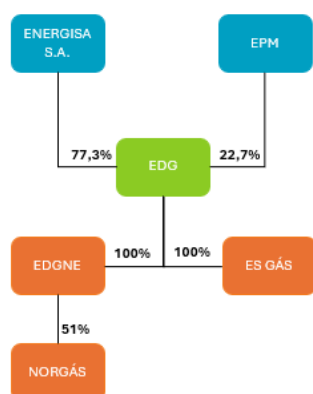 ENERGISA
S.A.
EPM
77,3%
EDG
22,7%
EDGNE
100%
100%
ES GÁS
51%
NORGÁS